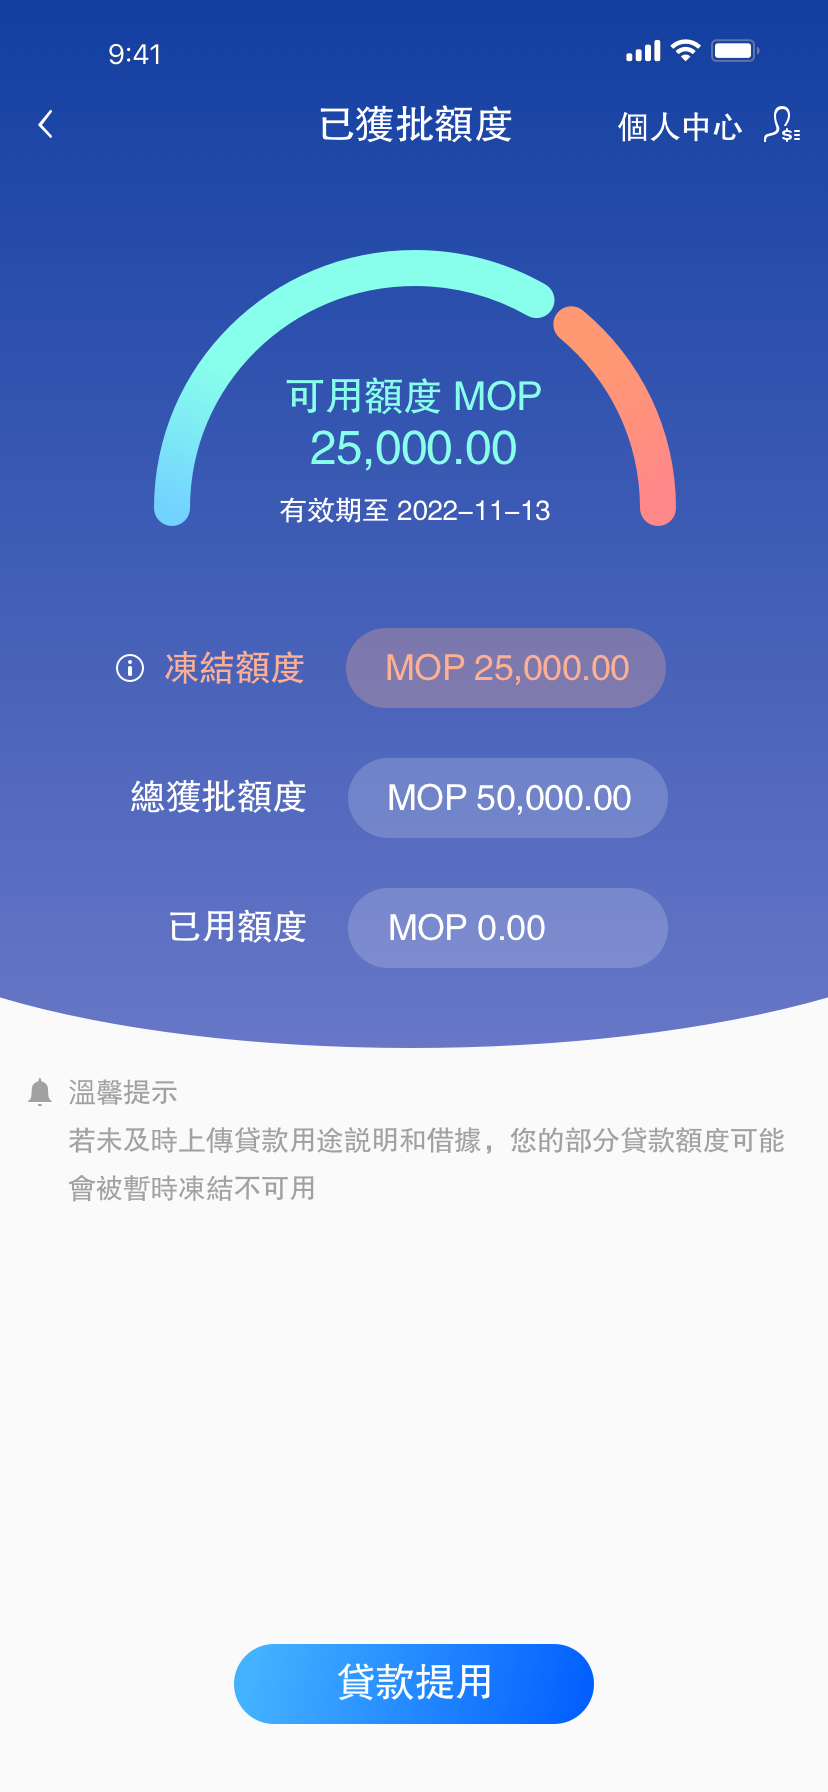 9:41
已獲批額度
個人中心
可用額度 MOP
25,000.00
有效期至 2022–11–13
凍結額度 MOP 25,000.00
總獲批額度 MOP 50,000.00
已用額度 MOP 0.00
溫馨提示
若未及時上傳貸款用途説明和借據，您的部分貸款額度可能
會被暫時凍結不可用
貸款提用